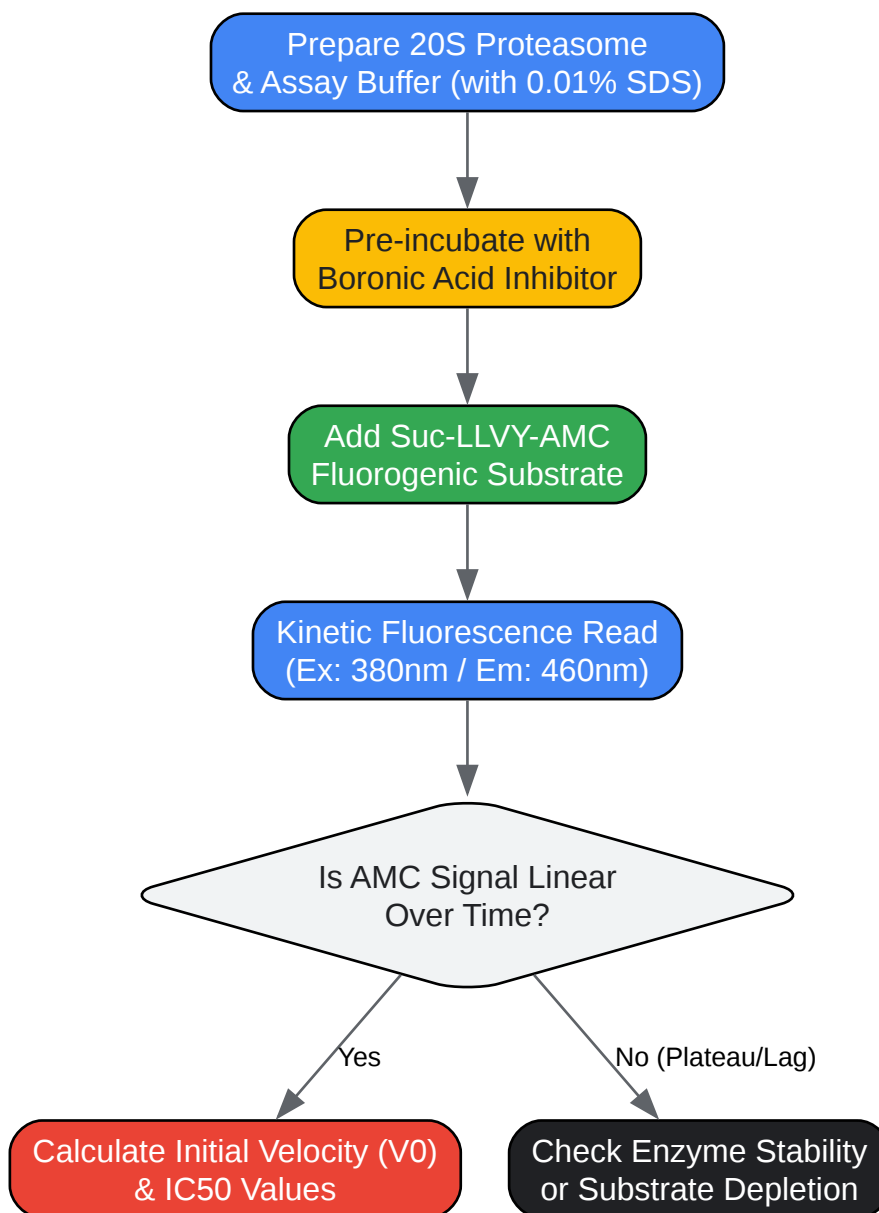 Prepare 20S Proteasome
& Assay Buffer (with 0.01% SDS)
Pre-incubate with
Boronic Acid Inhibitor
Add Suc-LLVY-AMC
Fluorogenic Substrate
Kinetic Fluorescence Read
(Ex: 380nm / Em: 460nm)
Is AMC Signal Linear
Over Time?
Yes
No (Plateau/Lag)
Calculate Initial Velocity (V0)
& IC50 Values
Check Enzyme Stability
or Substrate Depletion